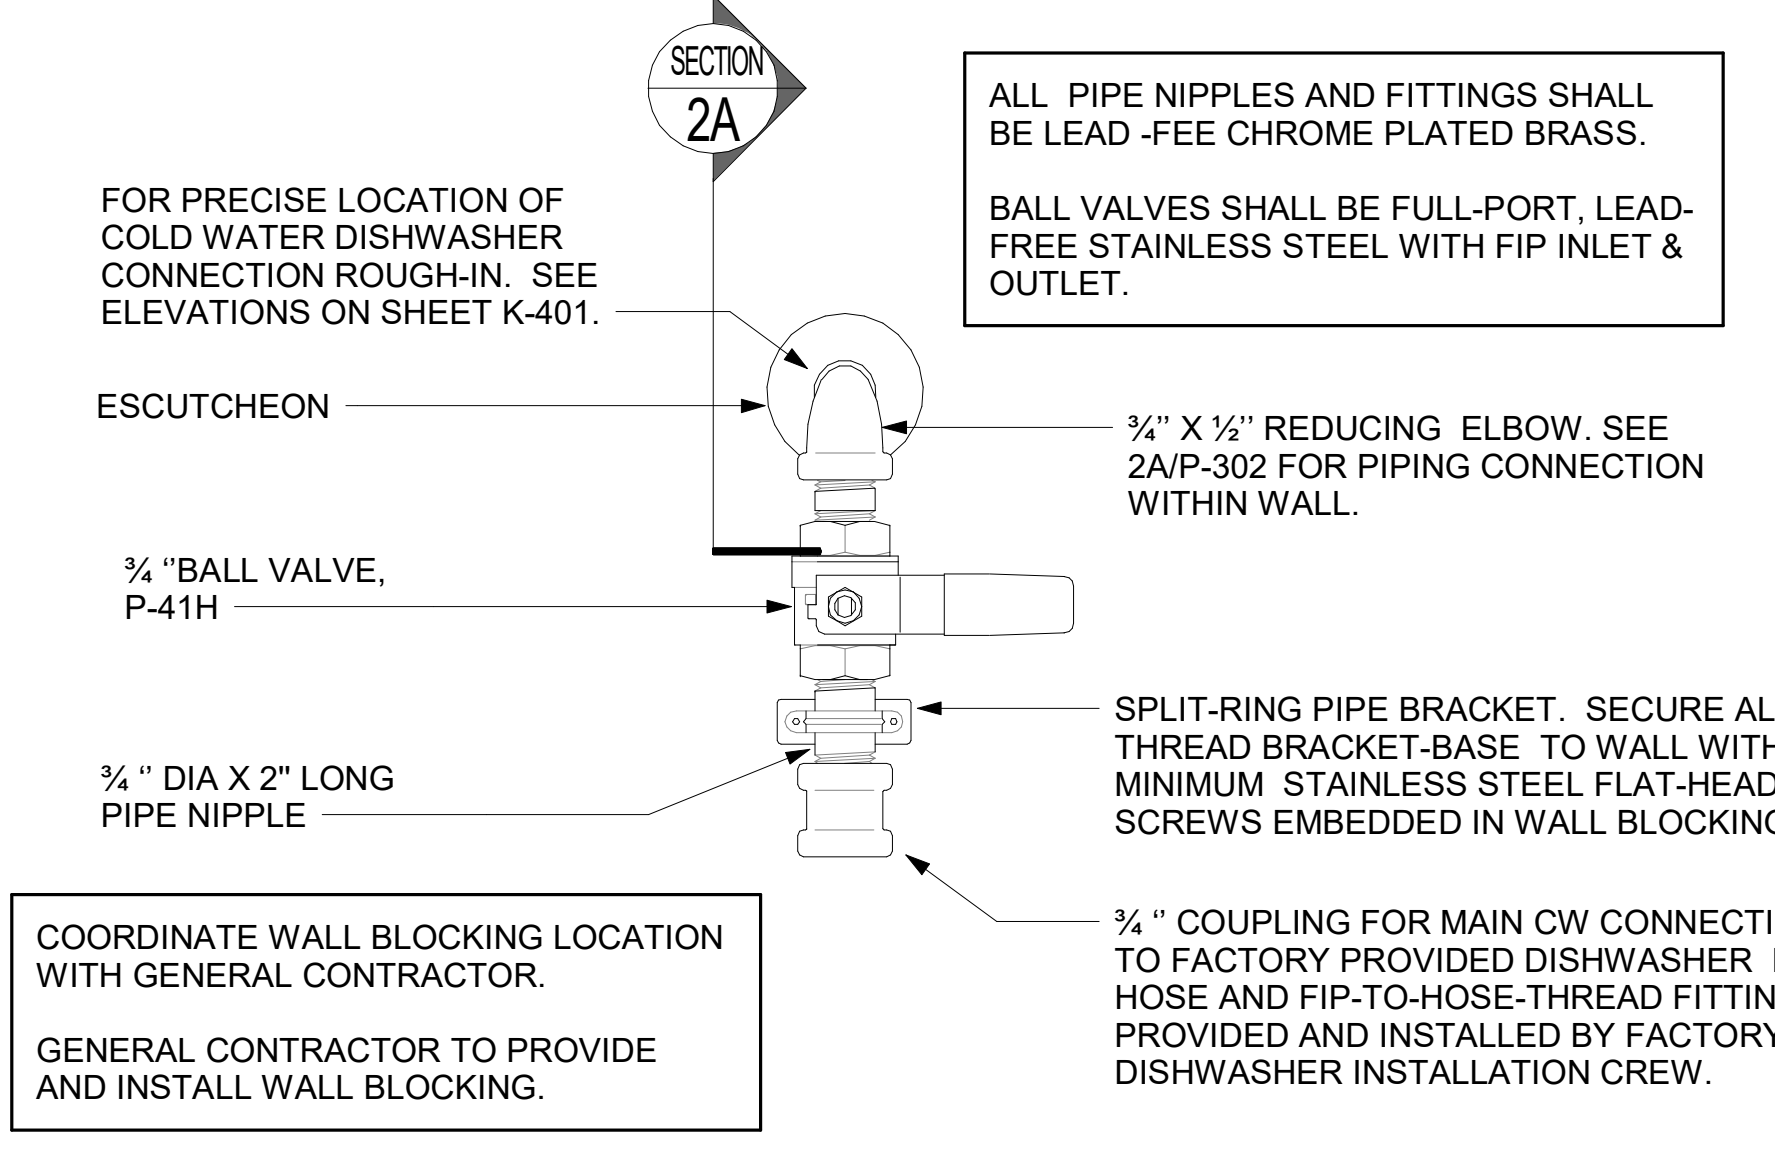 SECTION
2A
ALL PIPE NIPPLES AND FITTINGS SHALL
BE LEAD -FEE CHROME PLATED BRASS.
BALL VALVES SHALL BE FULL-PORT, LEAD-
FREE STAINLESS STEEL WITH FIP INLET &
OUTLET.
FOR PRECISE LOCATION OF
COLD WATER DISHWASHER
CONNECTION ROUGH-IN. SEE
ELEVATIONS ON SHEET K-401.
ESCUTCHEON
¾’’ X ½’’ REDUCING ELBOW. SEE
2A/P-302 FOR PIPING CONNECTION
WITHIN WALL.
¾ ‘’BALL VALVE,
P-41H
SPLIT-RING PIPE BRACKET. SECURE AL
THREAD BRACKET-BASE TO WALL WITH
MINIMUM STAINLESS STEEL FLAT-HEAD
SCREWS EMBEDDED IN WALL BLOCKING
¾ ‘’ DIA X 2" LONG
PIPE NIPPLE
¾ ‘’ COUPLING FOR MAIN CW CONNECTI
TO FACTORY PROVIDED DISHWASHER
HOSE AND FIP-TO-HOSE-THREAD FITTIN
PROVIDED AND INSTALLED BY FACTORY
DISHWASHER INSTALLATION CREW.
COORDINATE WALL BLOCKING LOCATION
WITH GENERAL CONTRACTOR.
GENERAL CONTRACTOR TO PROVIDE
AND INSTALL WALL BLOCKING.